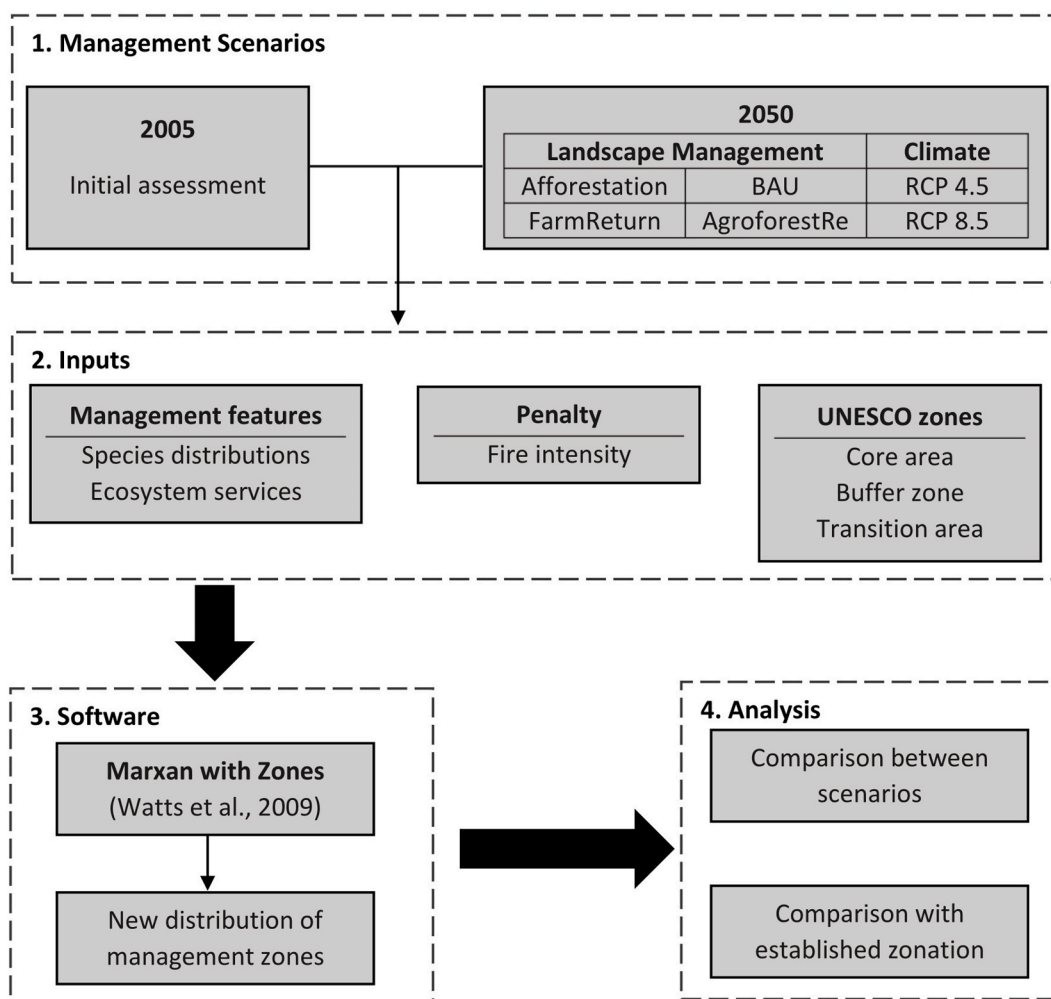 1. Management Scenarios
2005
Initial assessment
2050
Landscape Management Climate
Afforestation BAU RCP 4.5
FarmReturn AgroforestRe RCP 8.5
2. Inputs
Management features
Species distributions
Ecosystem services
Penalty
Fire intensity
UNESCO zones
Core area
Buffer zone
Transition area
3. Software
Marxan with Zones
(Watts et al., 2009)
New distribution of
management zones
4. Analysis
Comparison between
scenarios
Comparison with
established zonation